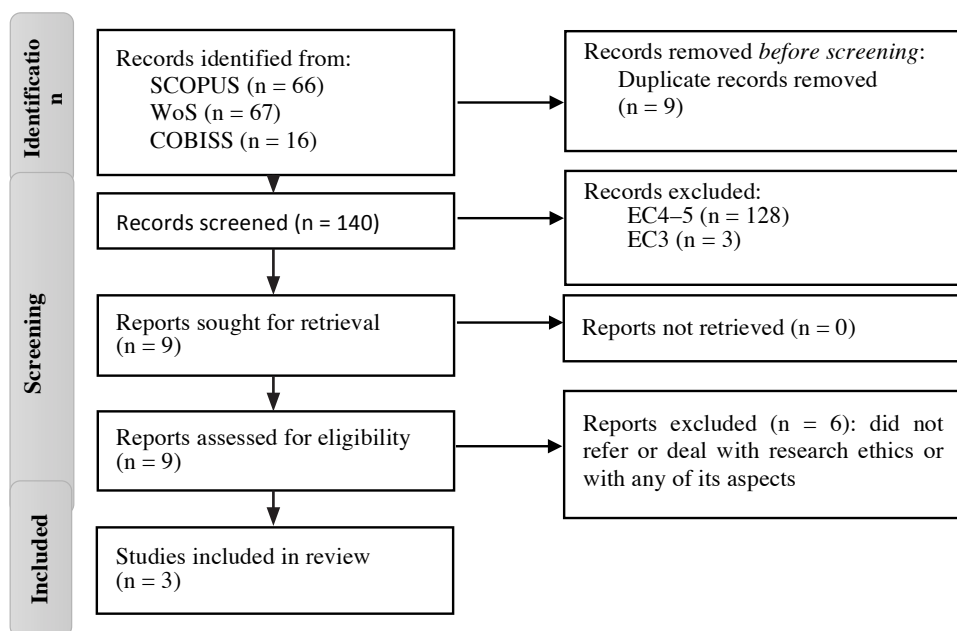 Identificatio
n
Records identified from:
SCOPUS (n = 66)
WoS (n = 67)
COBISS (n = 16)
Records removed before screening:
Duplicate records removed
(n = 9)
Screening
Records screened (n = 140)
Records excluded:
EC4–5 (n = 128)
EC3 (n = 3)
Reports sought for retrieval
(n = 9)
Reports not retrieved (n = 0)
Reports assessed for eligibility
(n = 9)
Reports excluded (n = 6): did not
refer or deal with research ethics or
with any of its aspects
Included
Studies included in review
(n = 3)